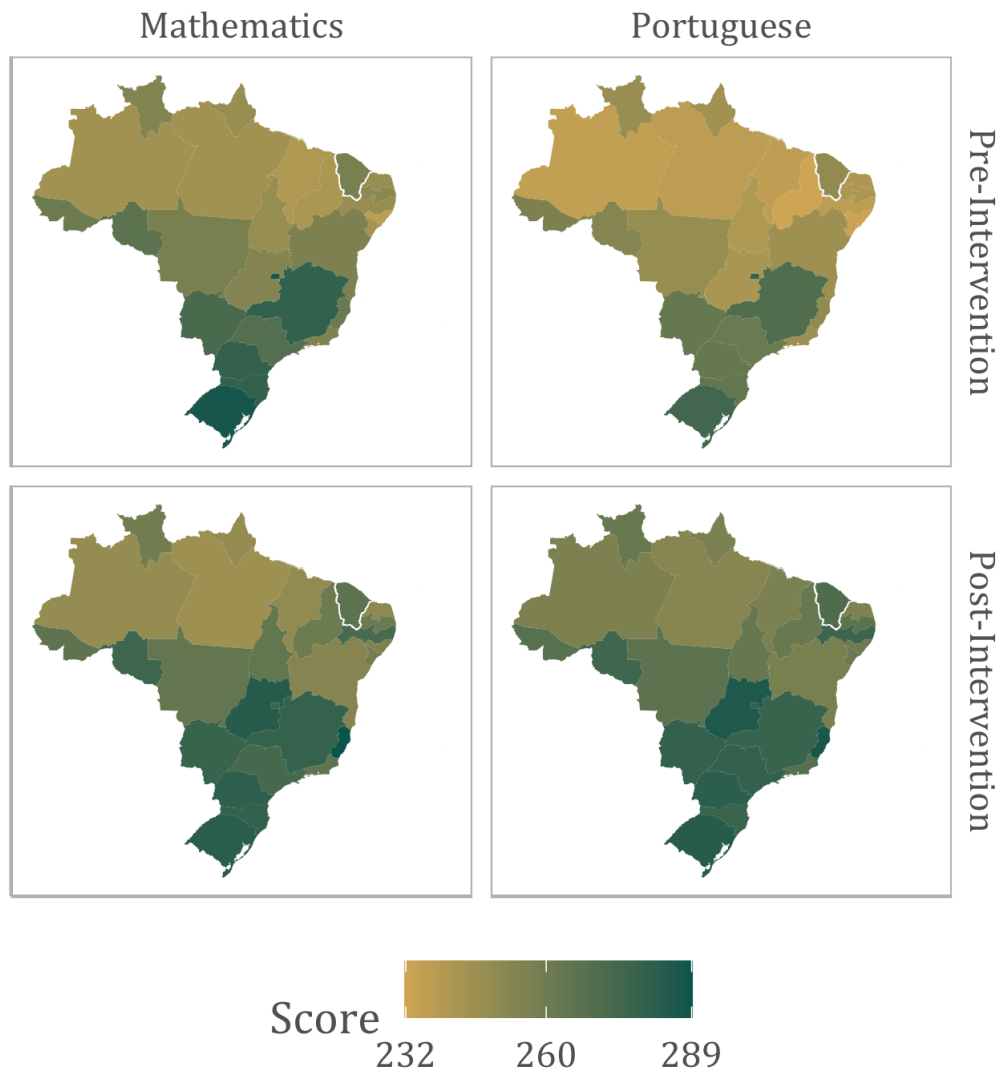 Mathematics
Portuguese
Pre-Intervention
Post-Intervention
Score
232
260
289